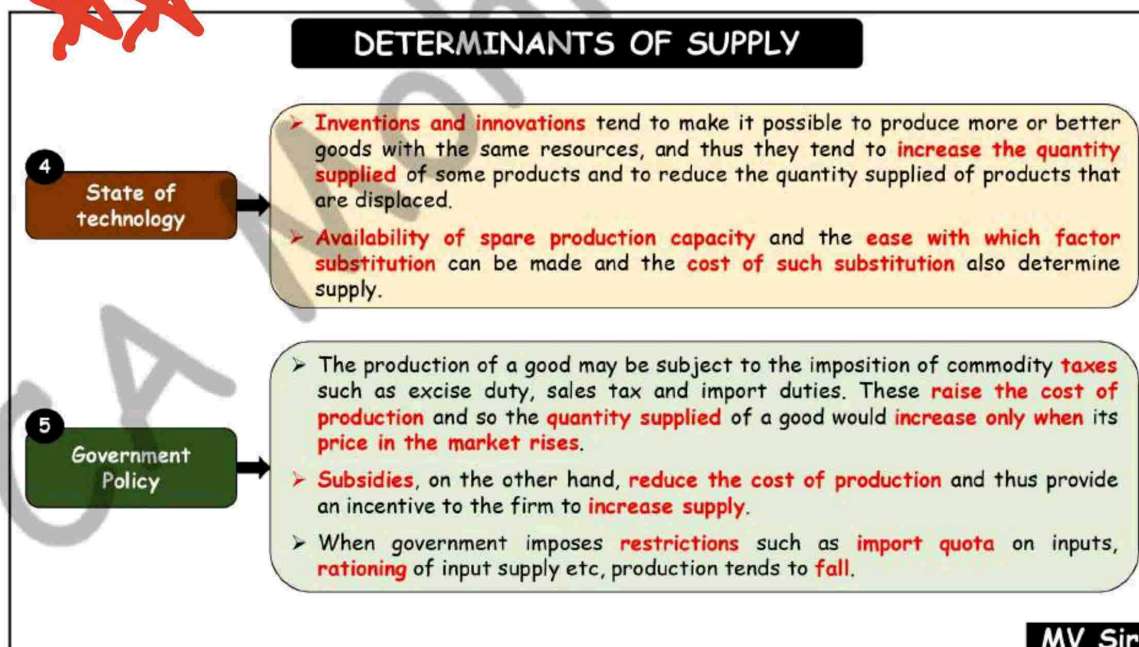 DETERMINANTS OF SUPPLY
4
State of
technology
➢ Inventions and innovations tend to make it possible to produce more or better
goods with the same resources, and thus they tend to increase the quantity
supplied of some products and to reduce the quantity supplied of products that
are displaced.
➢ Availability of spare production capacity and the ease with which factor
substitution can be made and the cost of such substitution also determine
supply.
5
Government
Policy
➢ The production of a good may be subject to the imposition of commodity taxes
such as excise duty, sales tax and import duties. These raise the cost of
production and so the quantity supplied of a good would increase only when its
price in the market rises.
➢ Subsidies, on the other hand, reduce the cost of production and thus provide
an incentive to the firm to increase supply.
➢ When government imposes restrictions such as import quota on inputs,
rationing of input supply etc, production tends to fall.
MV Sir
CA